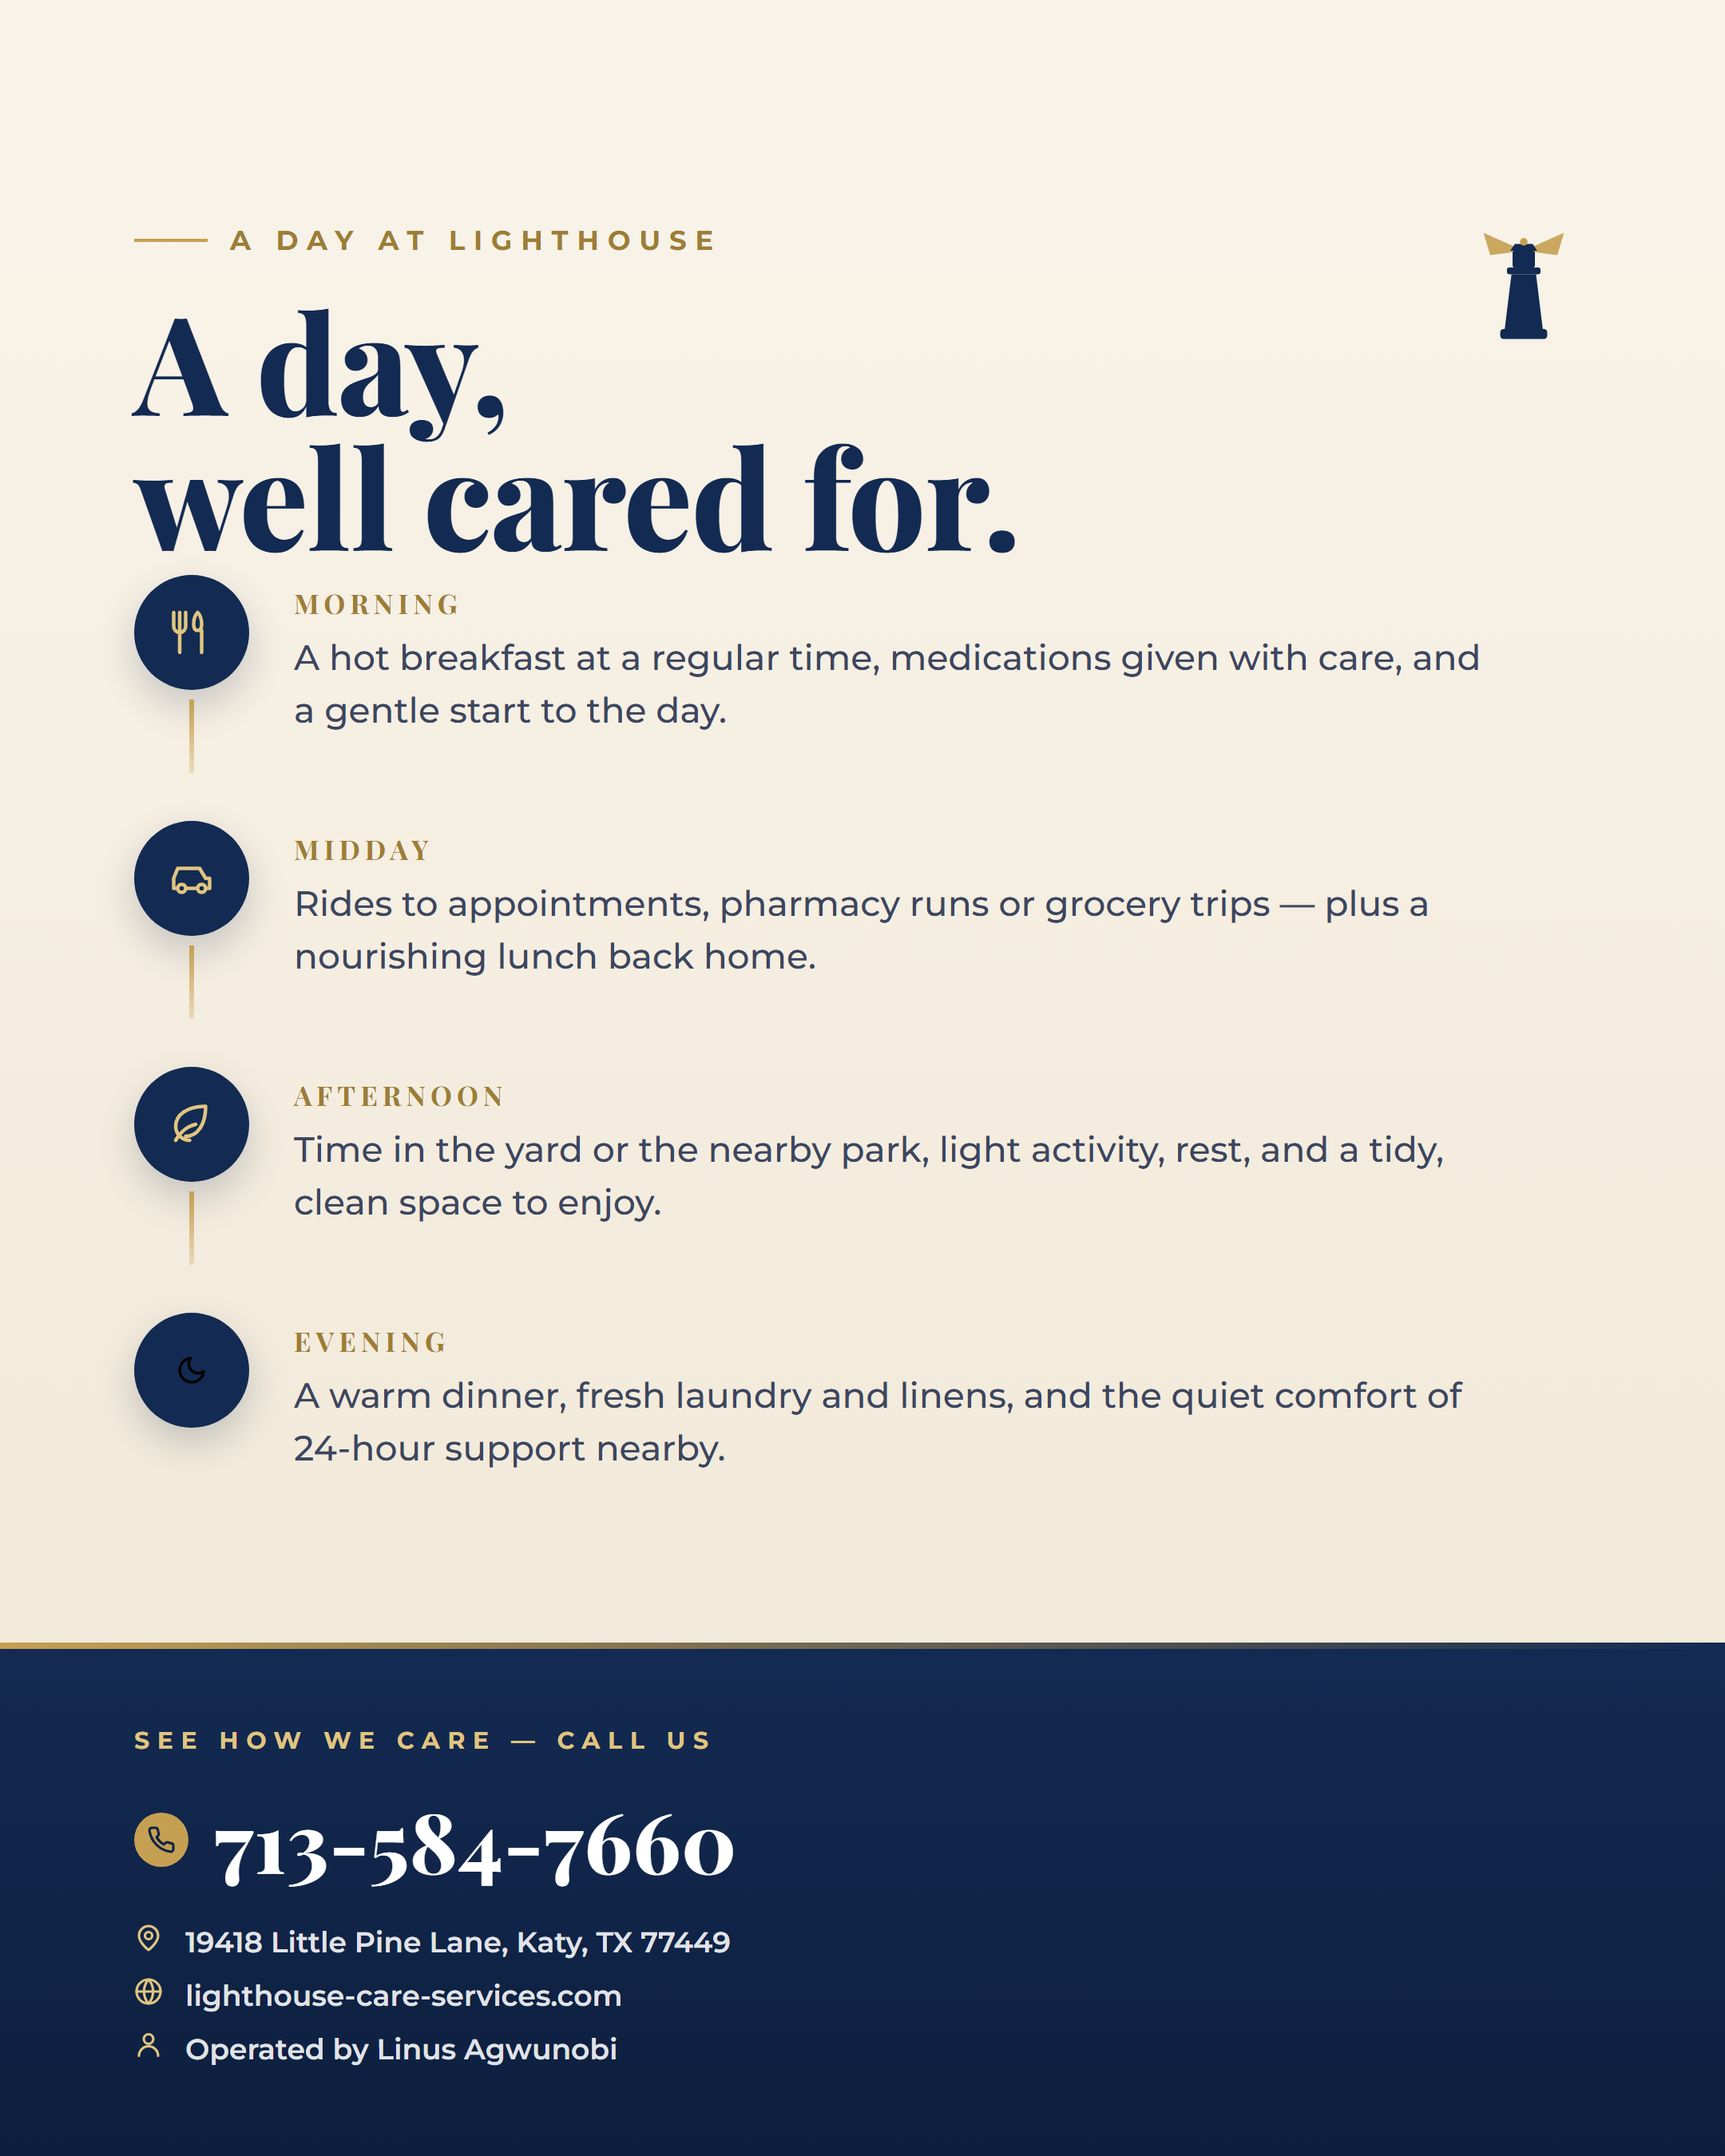 A DAY AT LIGHTHOUSE
A day,
well cared for.
MORNING
A hot breakfast at a regular time, medications given with care, and
a gentle start to the day.
MIDDAY
Rides to appointments, pharmacy runs or grocery trips — plus a
nourishing lunch back home.
AFTERNOON
Time in the yard or the nearby park, light activity, rest, and a tidy,
clean space to enjoy.
EVENING
A warm dinner, fresh laundry and linens, and the quiet comfort of
24-hour support nearby.
SEE HOW WE CARE — CALL US
713-584-7660
19418 Little Pine Lane, Katy, TX 77449
lighthouse-care-services.com
Operated by Linus Agwunobi